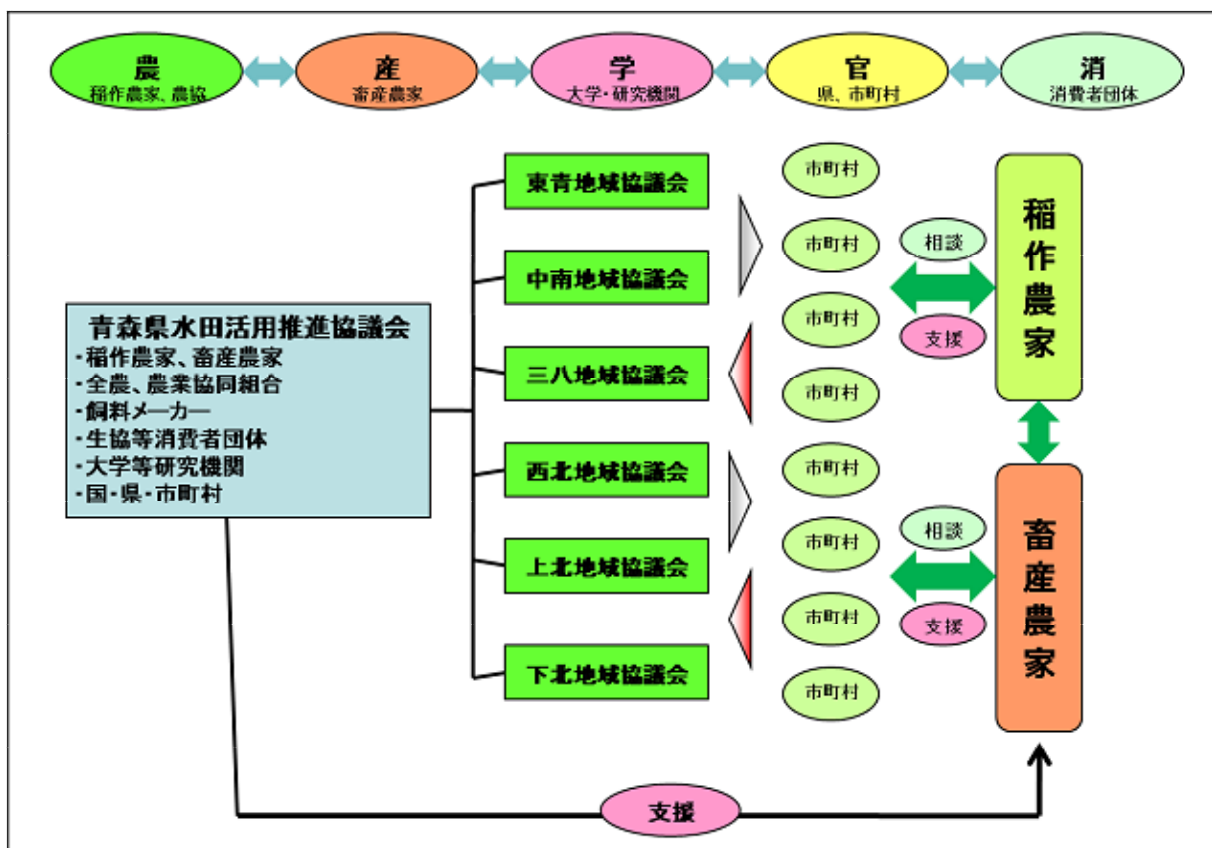 農
稲作農家、農協
産
畜産農家
学
大学・研究機関
官
県、市町村
消
消費者団体
青森県水田活用推進協議会
・稲作農家、畜産農家
・全農、農業協同組合
・飼料メーカー
・生協等消費者団体
・大学等研究機関
・国・県・市町村
東青地域協議会
中南地域協議会
三八地域協議会
西北地域協議会
上北地域協議会
下北地域協議会
市町村
市町村
市町村
市町村
市町村
市町村
市町村
市町村
相談
支援
相談
支援
稲作農家
畜産農家
支援